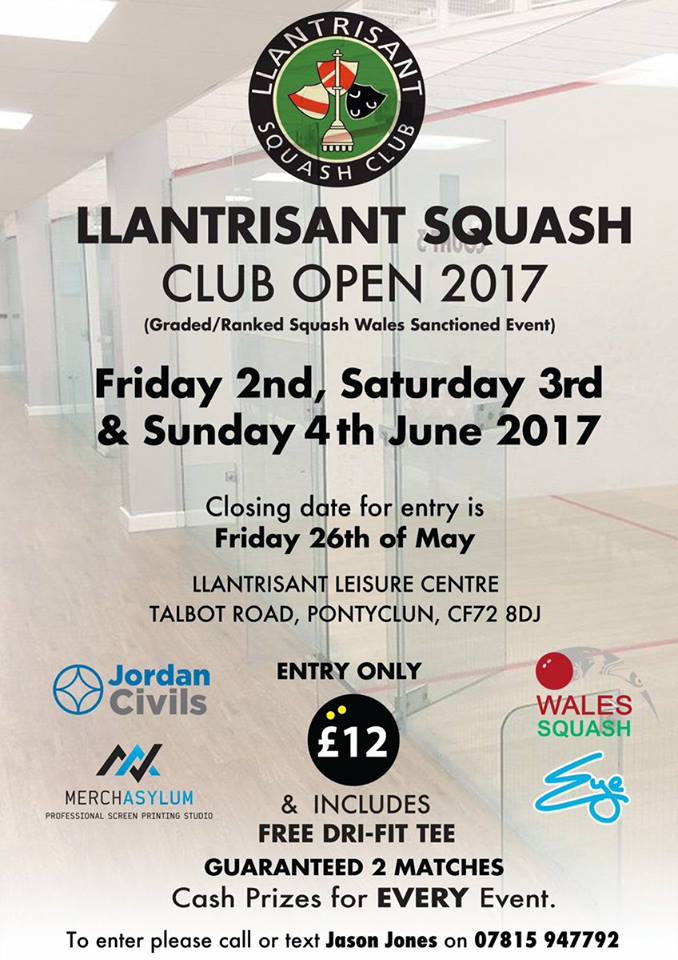 LLANTRISANT
SQUASH CLUB
LLANTRISANT SQUASH
CLUB OPEN 2017
(Graded/Ranked Squash Wales Sanctioned Event)
COURT 5
Friday 2nd, Saturday 3rd
& Sunday 4th June 2017
Closing date for entry is
Friday 26th of May
LLANTRISANT LEISURE CENTRE
TALBOT ROAD, PONTYCLUN, CF72 8DJ
Jordan
Civils
ENTRY ONLY
£12
WALES
SQUASH
MERCHASYLUM
PROFESSIONAL SCREEN PRINTING STUDIO
Eye
& INCLUDES
FREE DRI-FIT TEE
GUARANTEED 2 MATCHES
Cash Prizes for EVERY Event.
To enter please call or text Jason Jones on 07815 947792